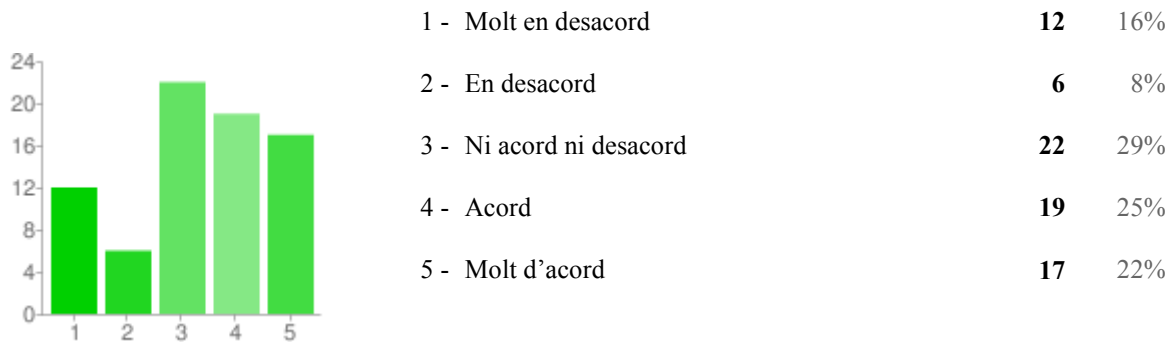 1 - Molt en desacord 12 16%
2 - En desacord 6 8%
3 - Ni acord ni desacord 22 29%
4 - Acord 19 25%
5 - Molt d’acord 17 22%
24
20
16
12
8
4
0
1 2 3 4 5